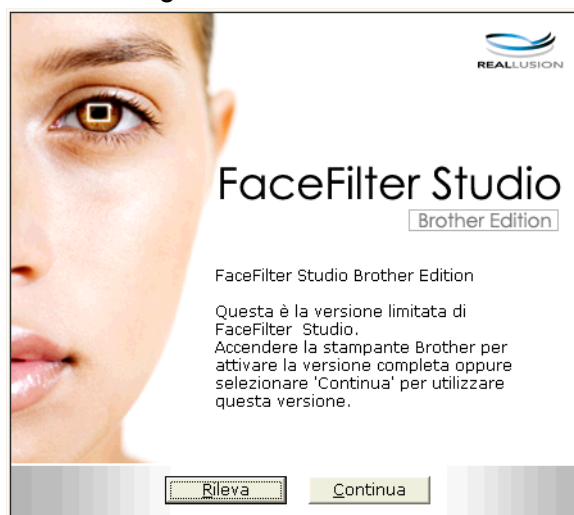 REALLUSION
FaceFilter Studio
Brother Edition
FaceFilter Studio Brother Edition
Questa è la versione limitata di
FaceFilter Studio.
Accendere la stampante Brother per
attivare la versione completa oppure
selezionare 'Continua' per utilizzare
questa versione.
Rileva Continua